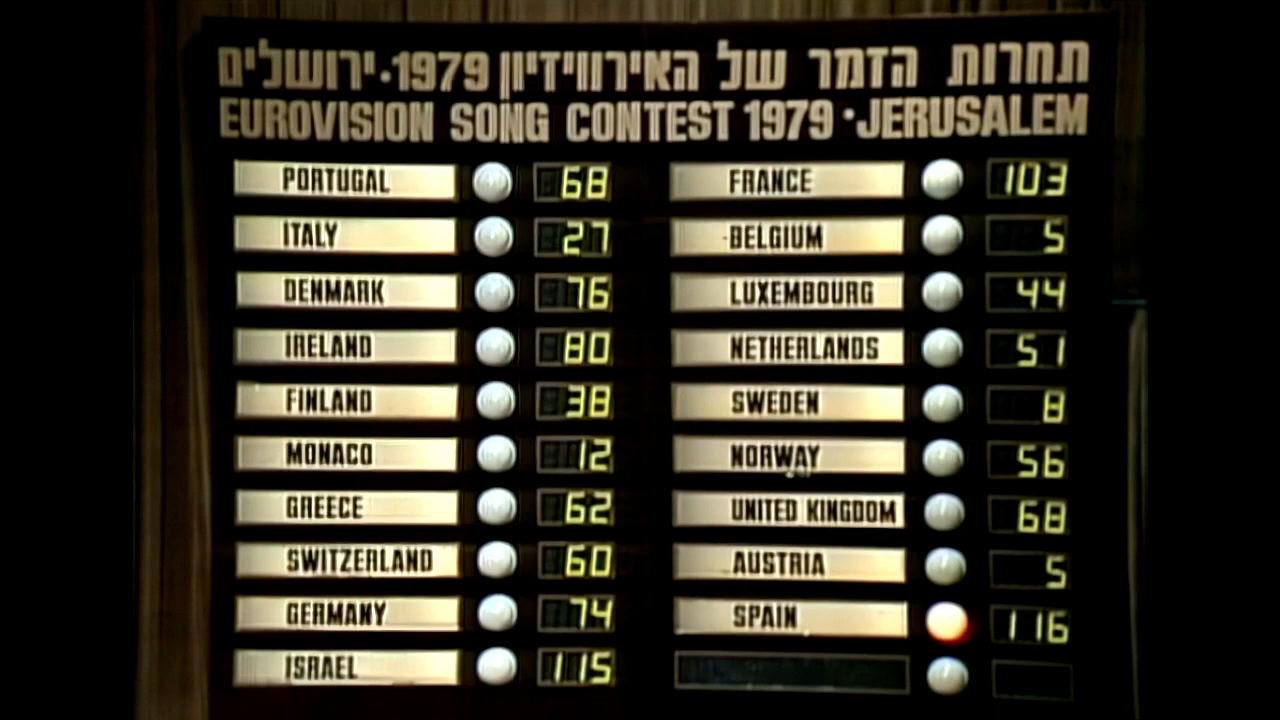 תחרות הזמר של האירוויזיון 1979 · ירושלים
EUROVISION SONG CONTEST 1979 · JERUSALEM
PORTUGAL 68
ITALY 27
DENMARK 76
IRELAND 80
FINLAND 38
MONACO 12
GREECE 62
SWITZERLAND 60
GERMANY 74
ISRAEL 115
FRANCE 103
BELGIUM 5
LUXEMBOURG 44
NETHERLANDS 51
SWEDEN 8
NORWAY 56
UNITED KINGDOM 68
AUSTRIA 5
SPAIN 116